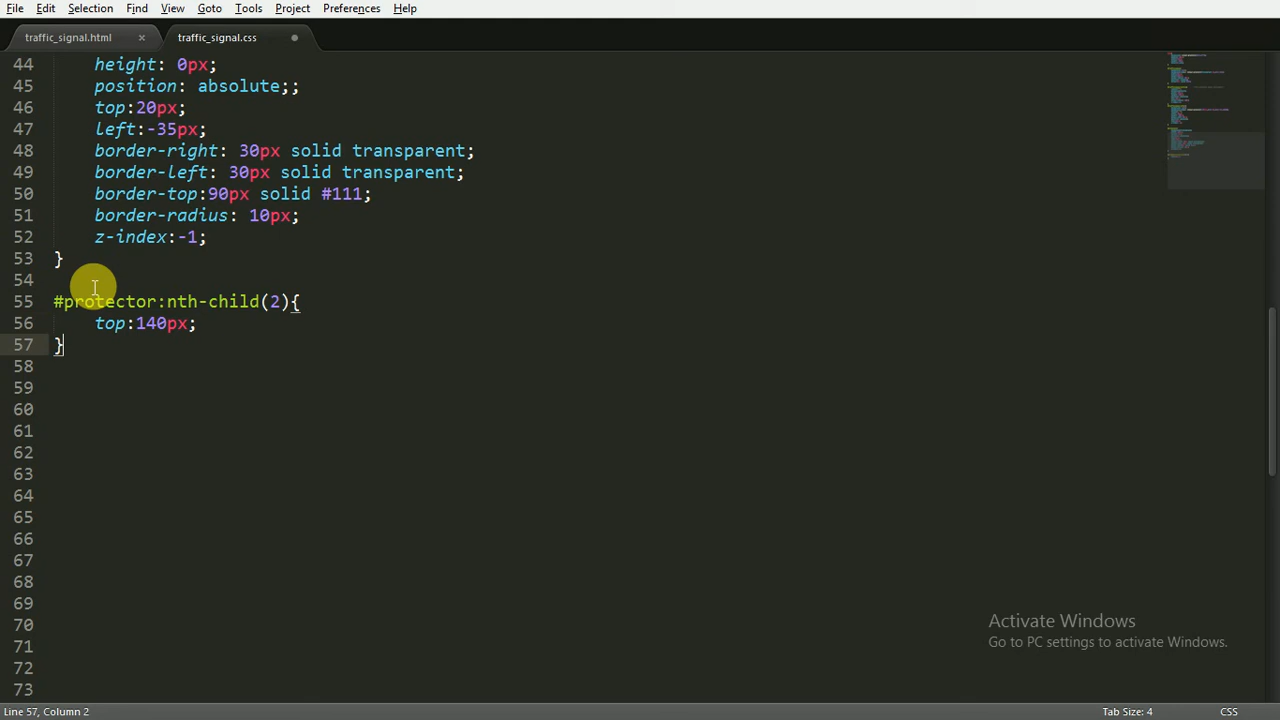 File Edit Selection Find View Goto Tools Project Preferences Help
traffic_signal.html × traffic_signal.css
44 height: 0px;
45 position: absolute;;
46 top:20px;
47 left:-35px;
48 border-right: 30px solid transparent;
49 border-left: 30px solid transparent;
50 border-top:90px solid #111;
51 border-radius: 10px;
52 z-index:-1;
53 }
54
55 #protector:nth-child(2){
56 top:140px;
57 }
58
59
60
61
62
63
64
65
66
67
68
69
70
71
72
73
Activate Windows
Go to PC settings to activate Windows.
Line 57, Column 2 Tab Size: 4 CSS